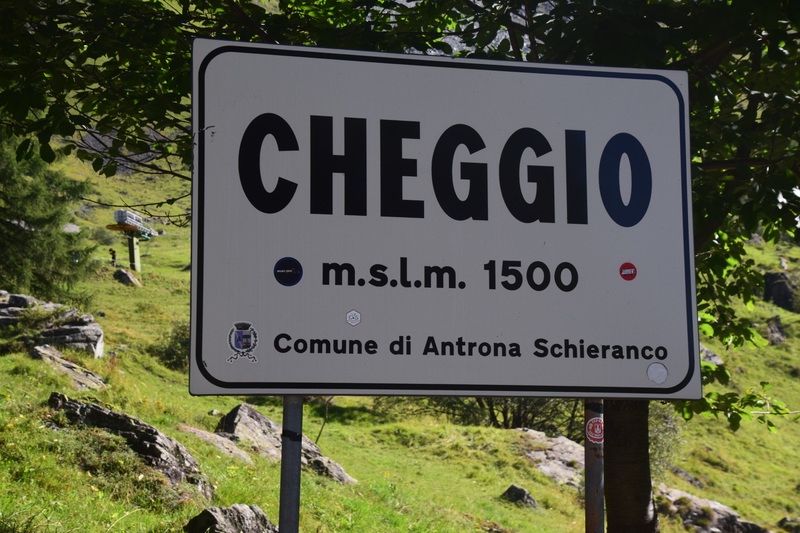 CHEGGIO
m.s.l.m. 1500
Comune di Antrona Schieranco